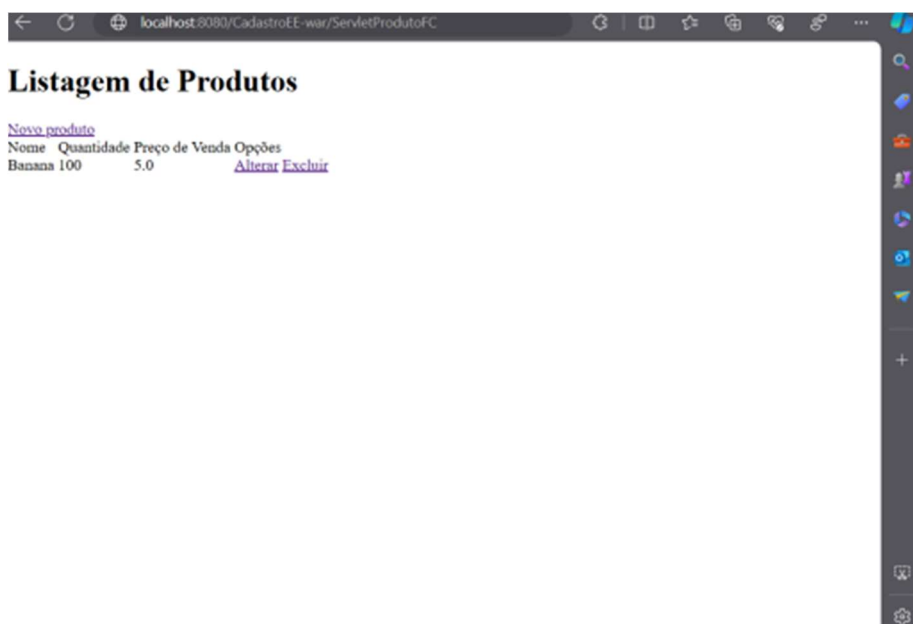 localhost:8080/CadastroEE-war/ServletProdutoFC
Listagem de Produtos
Novo produto
Nome Quantidade Preço de Venda Opções
Banana 100 5.0 Alterar Excluir